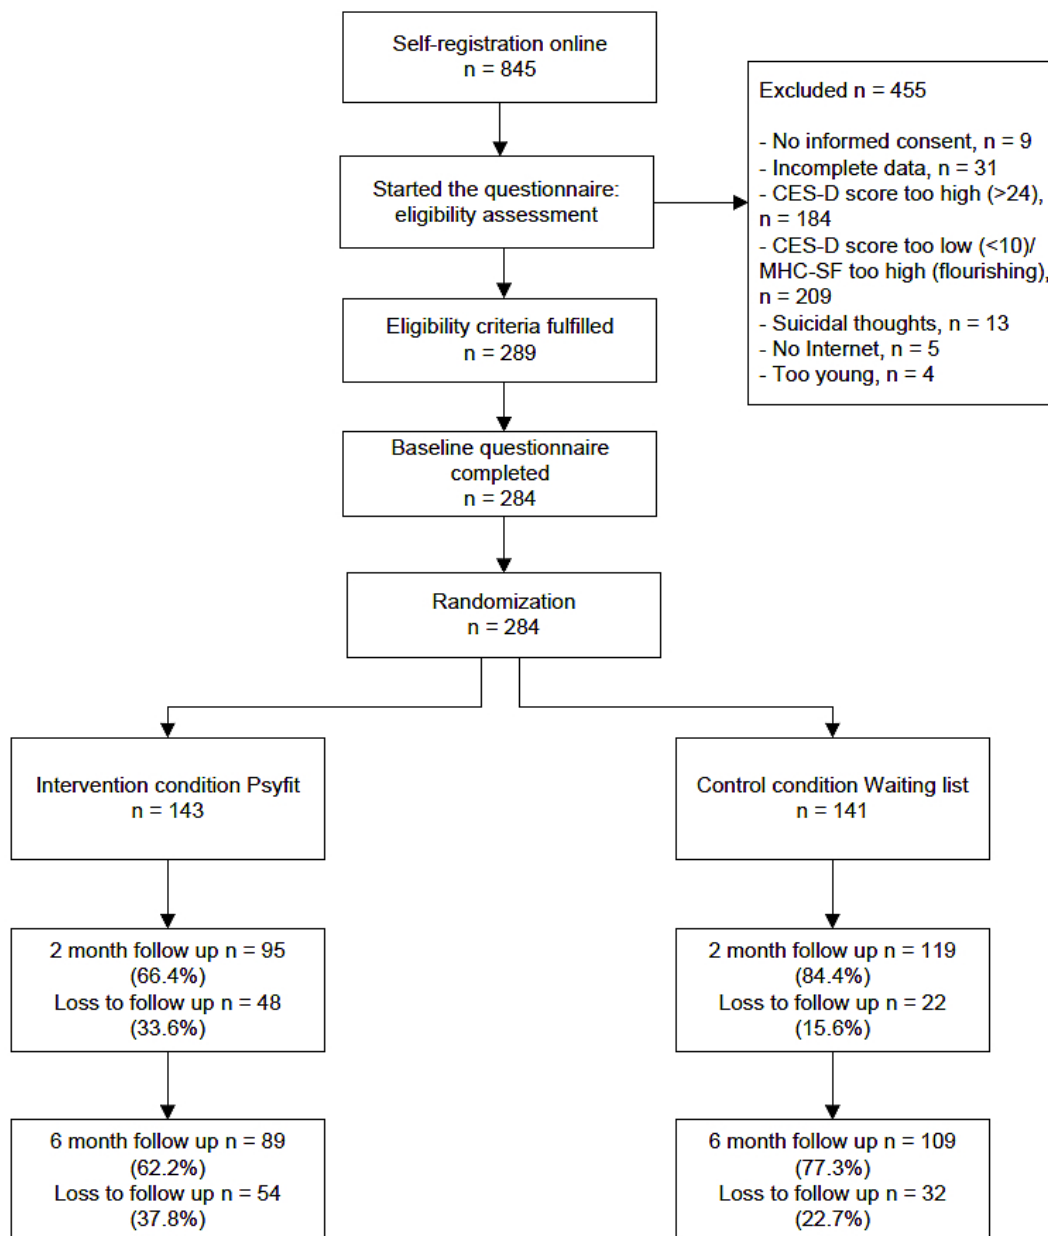 Self-registration online
n = 845
Excluded n = 455
- No informed consent, n = 9
- Incomplete data, n = 31
- CES-D score too high (>24),
n = 184
- CES-D score too low (<10)/
MHC-SF too high (flourishing),
n = 209
- Suicidal thoughts, n = 13
- No Internet, n = 5
- Too young, n = 4
Started the questionnaire:
eligibility assessment
Eligibility criteria fulfilled
n = 289
Baseline questionnaire
completed
n = 284
Randomization
n = 284
Intervention condition Psyfit
n = 143
Control condition Waiting list
n = 141
2 month follow up n = 95
(66.4%)
Loss to follow up n = 48
(33.6%)
2 month follow up n = 119
(84.4%)
Loss to follow up n = 22
(15.6%)
6 month follow up n = 89
(62.2%)
Loss to follow up n = 54
(37.8%)
6 month follow up n = 109
(77.3%)
Loss to follow up n = 32
(22.7%)